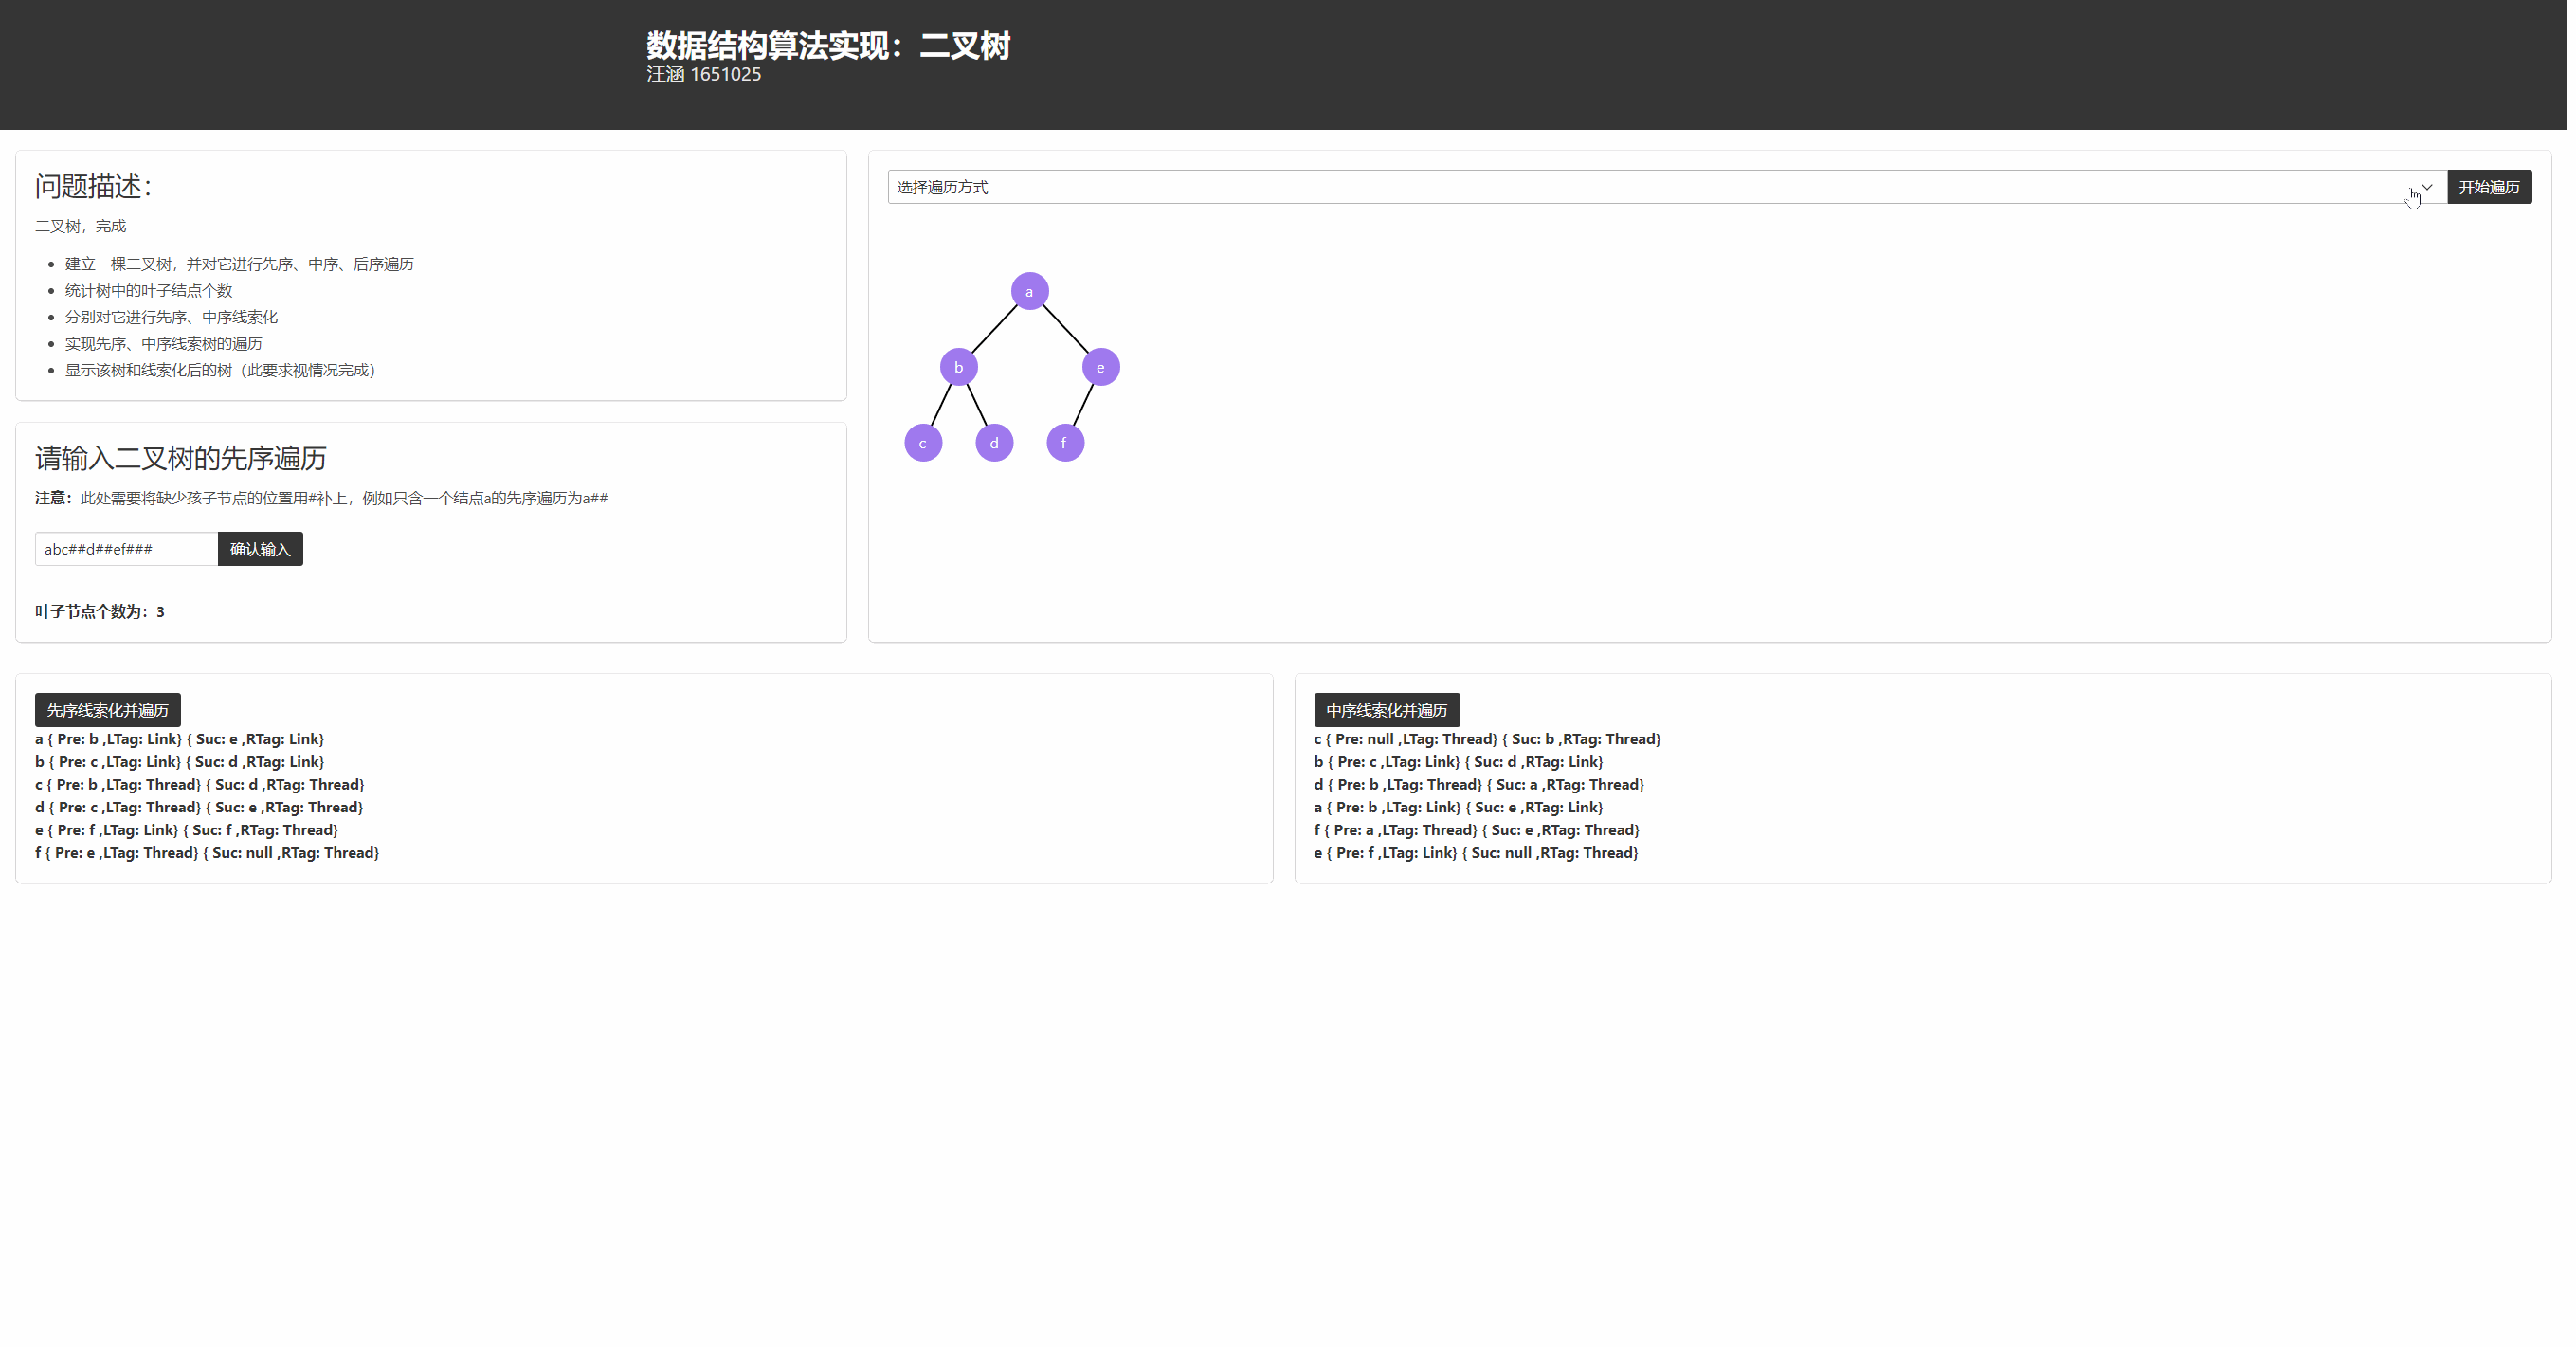 数据结构算法实现：二叉树
汪涵 1651025
问题描述：
二叉树，完成
建立一棵二叉树，并对它进行先序、中序、后序遍历
统计树中的叶子结点个数
分别对它进行先序、中序线索化
实现先序、中序线索树的遍历
显示该树和线索化后的树（此要求视情况完成）
请输入二叉树的先序遍历
注意：此处需要将缺少孩子节点的位置用#补上，例如只含一个结点a的先序遍历为a##
abc##d##ef### 确认输入
叶子节点个数为：3
选择遍历方式 开始遍历
a
b e
c d f
先序线索化并遍历
a { Pre: b ,LTag: Link} { Suc: e ,RTag: Link}
b { Pre: c ,LTag: Link} { Suc: d ,RTag: Link}
c { Pre: b ,LTag: Thread} { Suc: d ,RTag: Thread}
d { Pre: c ,LTag: Thread} { Suc: e ,RTag: Thread}
e { Pre: f ,LTag: Link} { Suc: f ,RTag: Thread}
f { Pre: e ,LTag: Thread} { Suc: null ,RTag: Thread}
中序线索化并遍历
c { Pre: null ,LTag: Thread} { Suc: b ,RTag: Thread}
b { Pre: c ,LTag: Link} { Suc: d ,RTag: Link}
d { Pre: b ,LTag: Thread} { Suc: a ,RTag: Thread}
a { Pre: b ,LTag: Link} { Suc: e ,RTag: Link}
f { Pre: a ,LTag: Thread} { Suc: e ,RTag: Thread}
e { Pre: f ,LTag: Link} { Suc: null ,RTag: Thread}